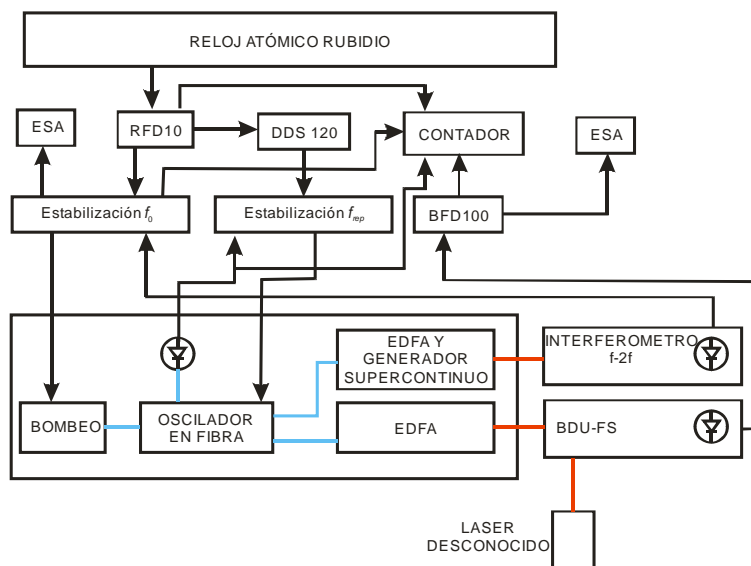 RELOJ ATÓMICO RUBIDIO
ESA
RFD10
DDS 120
CONTADOR
ESA
Estabilización f0
Estabilización frep
BFD100
EDFA Y
GENERADOR
SUPERCONTINUO
INTERFEROMETRO
f-2f
BOMBEO
OSCILADOR
EN FIBRA
EDFA
BDU-FS
LASER
DESCONOCIDO